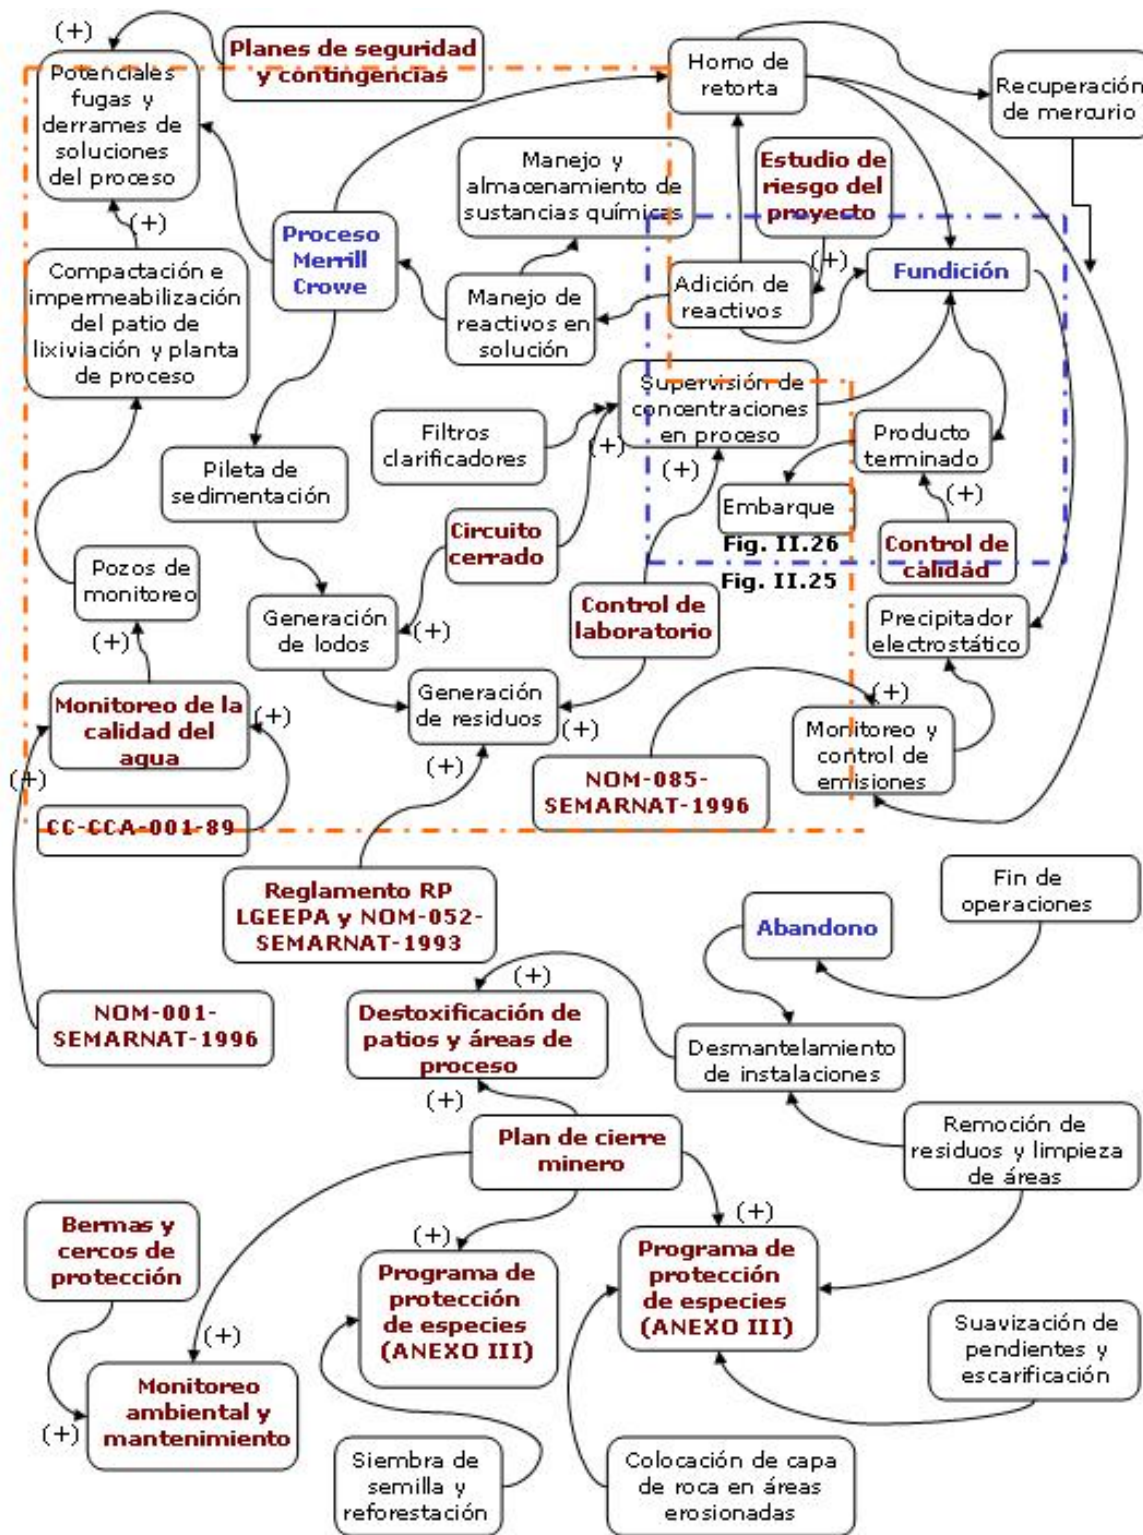 (+)
Planes de seguridad
y contingencias
Potenciales
fugas y
derrames de
soluciones
del proceso
Horno de
retorta
Recuperación
de mercurio
Manejo y
almacenamiento de
sustancias químicas
Estudio de
riesgo del
proyecto
(+)
Proceso
Merrill
Crowe
(+)
Fundición
Compactación e
impermeabilización
del patio de
lixiviación y planta
de proceso
Manejo de
reactivos en
solución
Adición de
reactivos
Supervisión de
concentraciones
en proceso
(+)
(+)
Filtros
clarificadores
Producto
terminado
(+)
Pileta de
sedimentación
Embarque
Fig. II.26
Fig. II.25
Circuito
cerrado
Control de
calidad
Pozos de
monitoreo
(+)
Generación
de lodos
(+)
Control de
laboratorio
Precipitador
electrostático
Monitoreo de la
calidad del
agua
(+)
(+)
Generación
de residuos
(+)
(+)
(+)
Monitoreo y
control de
emisiones
NOM-085-
SEMARNAT-1996
CC-CCA-001-89
Reglamento RP
LGEEPA y NOM-052-
SEMARNAT-1993
Fin de
operaciones
Abandono
NOM-001-
SEMARNAT-1996
(+)
Destoxificación de
patios y áreas de
proceso
(+)
Desmantelamiento
de instalaciones
Plan de cierre
minero
Remoción de
residuos y limpieza
de áreas
Bermas y
cercos de
protección
(+)
(+)
Programa de
protección
de especies
(ANEXO III)
(+)
Programa de
protección
de especies
(ANEXO III)
Suavización de
pendientes y
escarificación
(+)
Monitoreo
ambiental y
mantenimiento
Siembra de
semilla y
reforestación
Colocación de capa
de roca en áreas
erosionadas